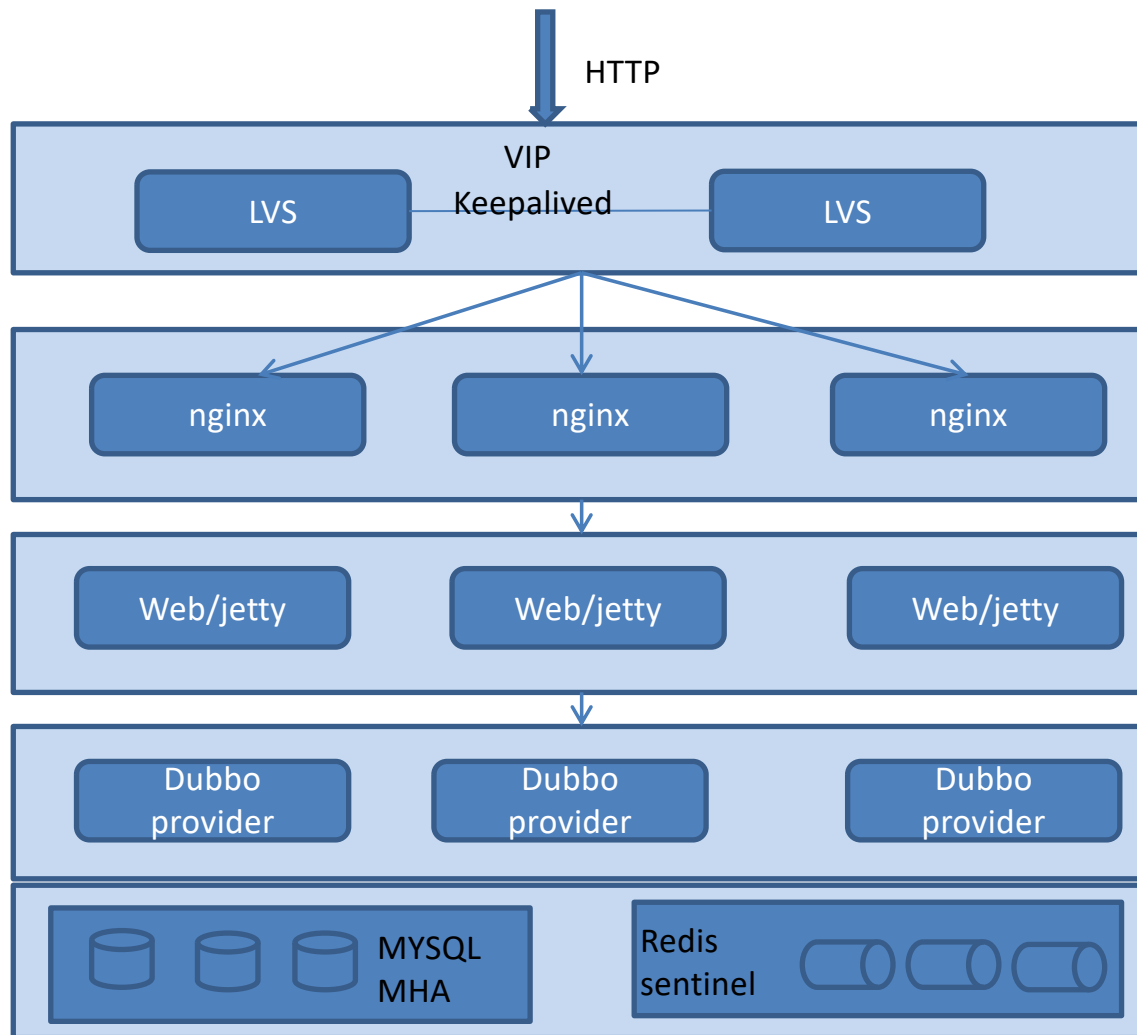 HTTP
VIP
Keepalived
LVS
LVS
nginx
nginx
nginx
Web/jetty
Web/jetty
Web/jetty
Dubbo
provider
Dubbo
provider
Dubbo
provider
MYSQL
MHA
Redis
sentinel